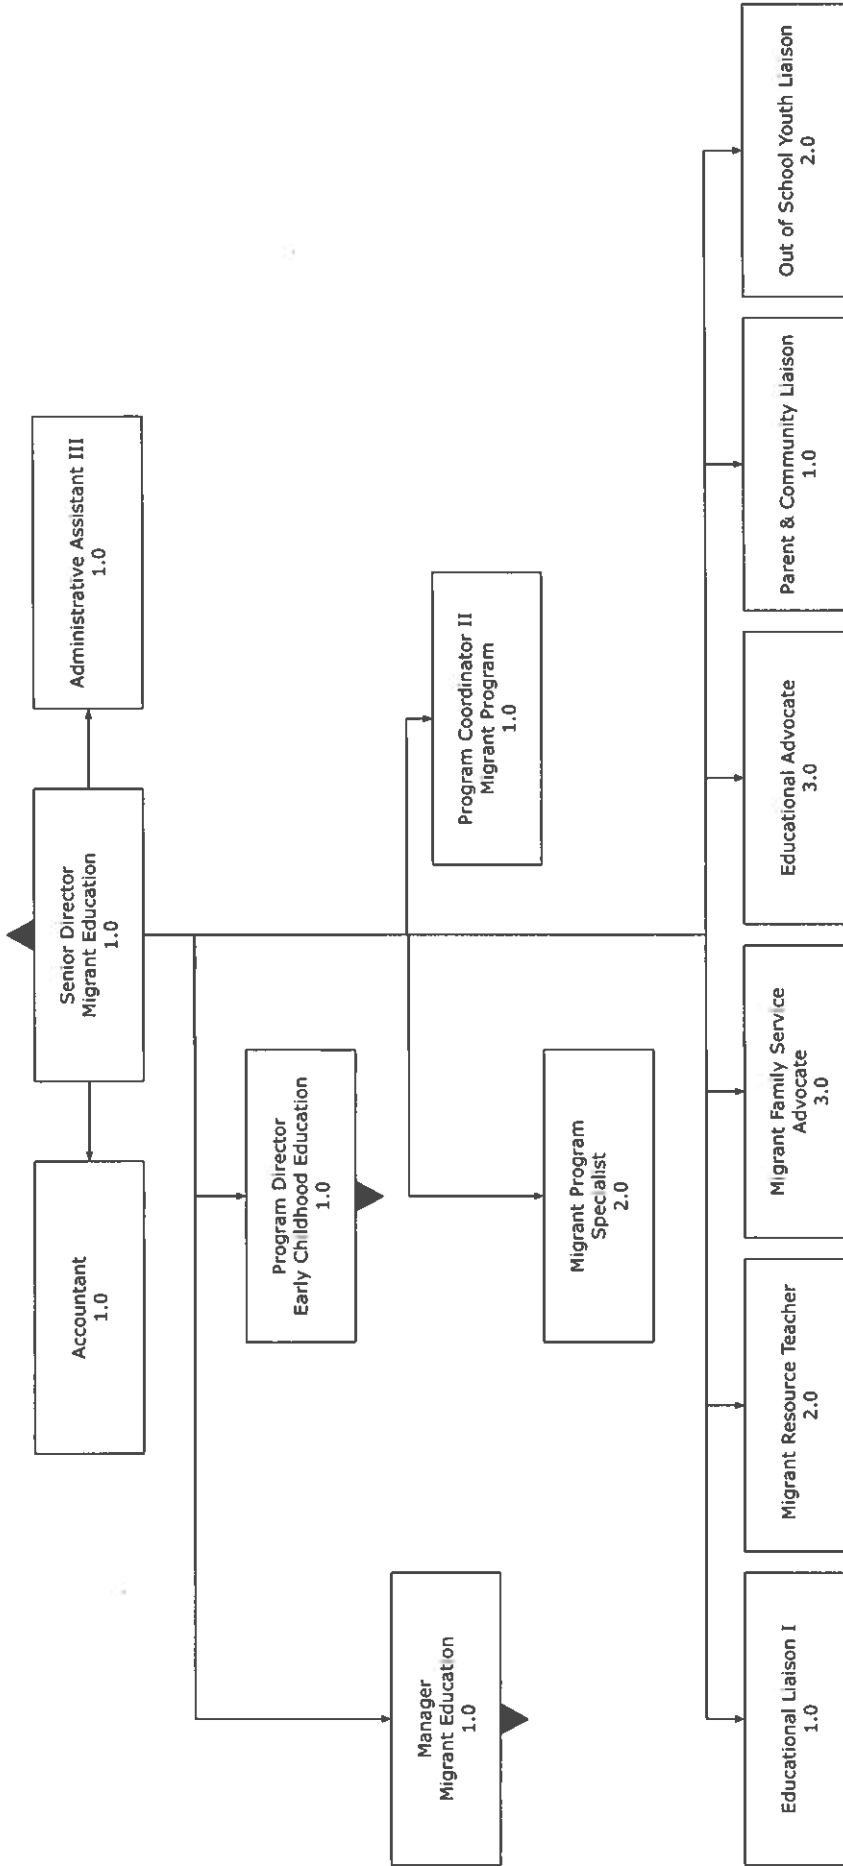 Senior Director
Migrant Education
1.0
Accountant
1.0
Administrative Assistant III
1.0
Program Director
Early Childhood Education
1.0
Manager
Migrant Education
1.0
Program Coordinator II
Migrant Program
1.0
Migrant Program
Specialist
2.0
Educational Liaison I
1.0
Migrant Resource Teacher
2.0
Migrant Family Service
Advocate
3.0
Educational Advocate
3.0
Parent & Community Liaison
1.0
Out of School Youth Liaison
2.0